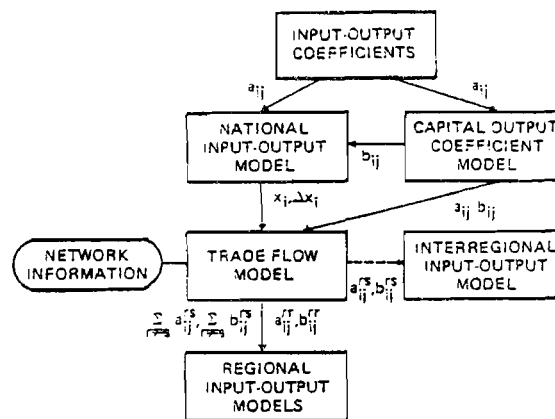 INPUT-OUTPUT
COEFFICIENTS
a_ij a_ij
NATIONAL
INPUT-OUTPUT
MODEL
b_ij
CAPITAL OUTPUT
COEFFICIENT
MODEL
x_i, Δx_i
a_ij b_ij
NETWORK
INFORMATION
TRADE FLOW
MODEL
a_ij^rs, b_ij^rs
INTERREGIONAL
INPUT-OUTPUT
MODEL
Σ a_ij^rs, Σ b_ij^rs a_ij^rr, b_ij^rr
REGIONAL
INPUT-OUTPUT
MODELS